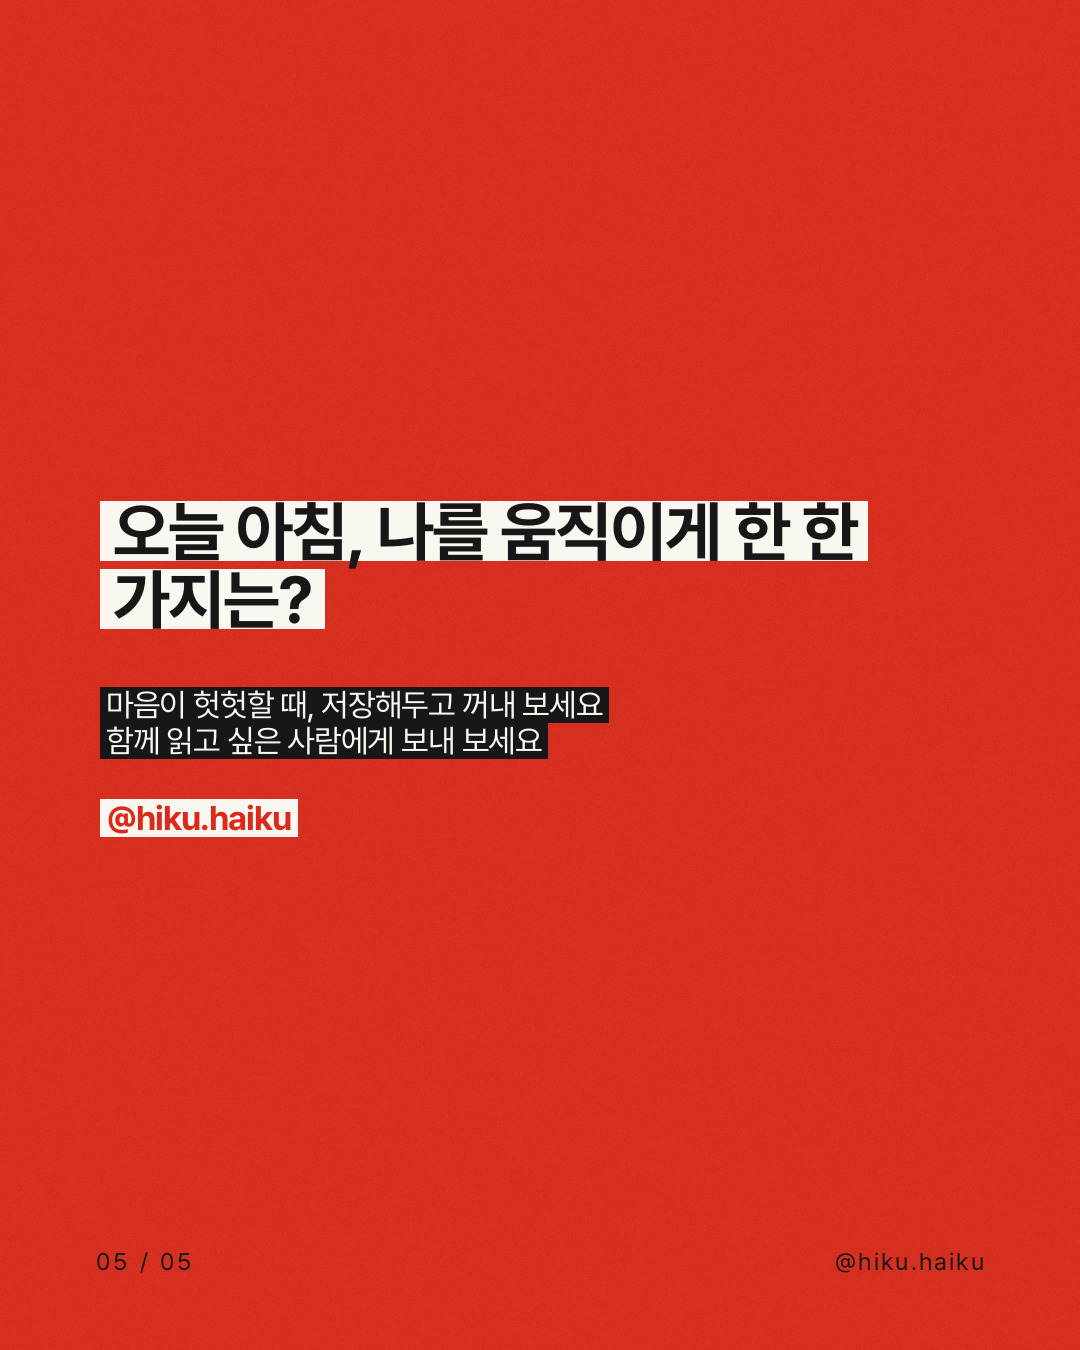 오늘 아침, 나를 움직이게 한 한
가지는?
마음이 헛헛할 때, 저장해두고 꺼내 보세요
함께 읽고 싶은 사람에게 보내 보세요
@hiku.haiku
05 / 05
@hiku.haiku